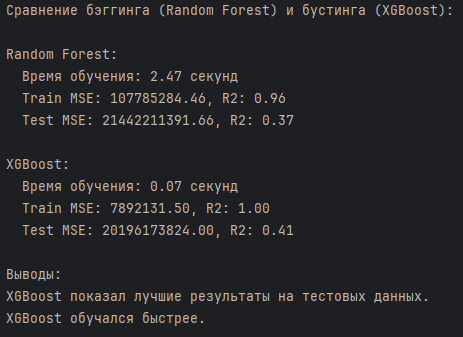 Сравнение бэггинга (Random Forest) и бустинга (XGBoost):
Random Forest:
Время обучения: 2.47 секунд
Train MSE: 107785284.46, R2: 0.96
Test MSE: 21442211391.66, R2: 0.37
XGBoost:
Время обучения: 0.07 секунд
Train MSE: 7892131.50, R2: 1.00
Test MSE: 20196173824.00, R2: 0.41
Выводы:
XGBoost показал лучшие результаты на тестовых данных.
XGBoost обучался быстрее.